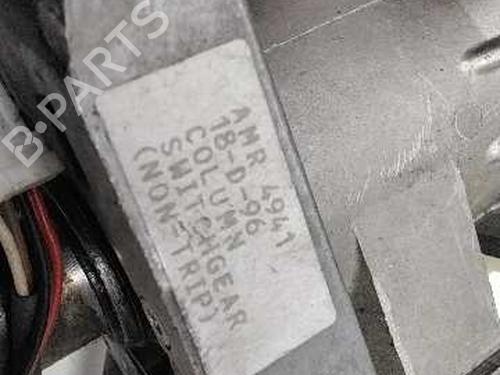 B-PARTS
AMR 4941
18-D-96
COLUMN
SWITCHGEAR
(NON-TRIP)